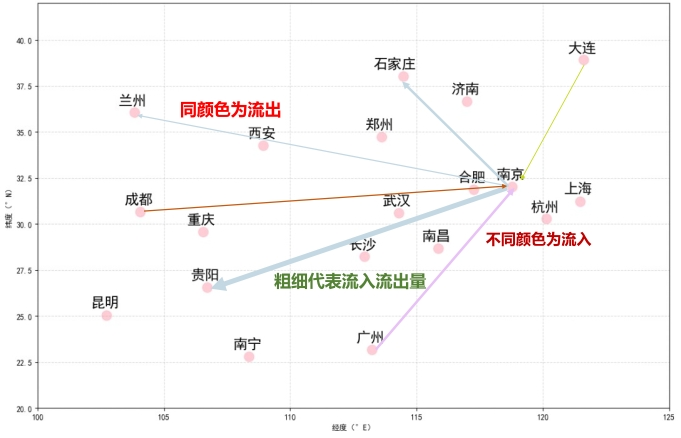 大连
石家庄
济南
兰州
同颜色为流出
郑州
西安
合肥
南京
上海
成都
武汉
杭州
重庆
南昌
不同颜色为流入
长沙
贵阳
粗细代表流入流出量
昆明
广州
南宁
40.0
37.5
35.0
32.5
30.0
27.5
25.0
22.5
20.0
纬度（°N）
100
105
110
115
120
125
经度（°E）